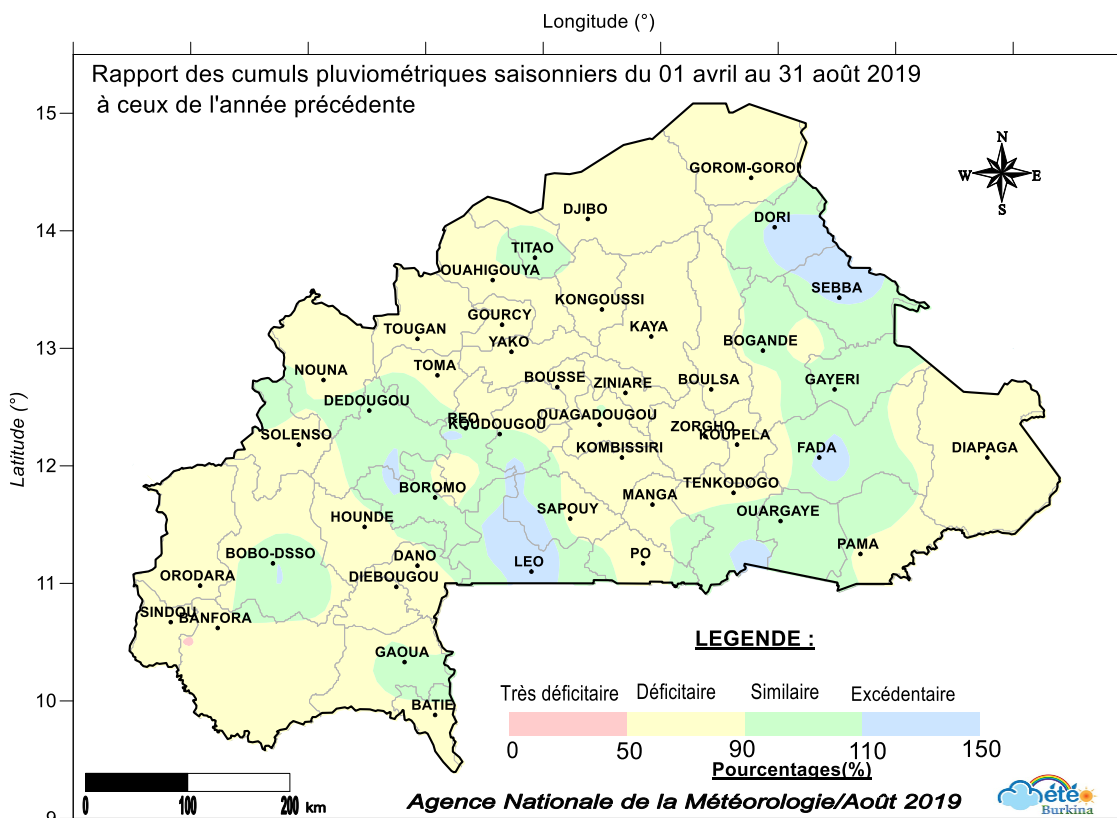 Longitude (°)
Rapport des cumuls pluviométriques saisonniers du 01 avril au 31 août 2019
à ceux de l'année précédente
15
14
13
12
11
10
9
Latitude (°)
N
W
E
S
GOROM-GOROM
DJIBO
DORI
TITAO
OUAHIGOUYA
SEBBA
KONGOUSSI
GOURCY
TOUGAN
KAYA
YAKO
BOGANDE
NOUNA
TOMA
BOUSSE
ZINIARE
BOULSA
GAYERI
DEDOUGOU
REO
KOUDOUGOU
OUAGADOUGOU
ZORGHO
KOUPELA
SOLENSO
KOMBISSIRI
FADA
DIAPAGA
BOROMO
TENKODOGO
MANGA
HOUNDE
SAPOUY
OUARGAYE
BOBO-DSSO
DANO
LEO
PO
PAMA
ORODARA
DIEBOUGOU
SINDOU
BANFORA
GAOUA
BATIE
LEGENDE :
Très déficitaire
Déficitaire
Similaire
Excédentaire
0
50
90
110
150
Pourcentages(%)
0
100
200
km
Agence Nationale de la Météorologie/Août 2019
Météo
Burkina